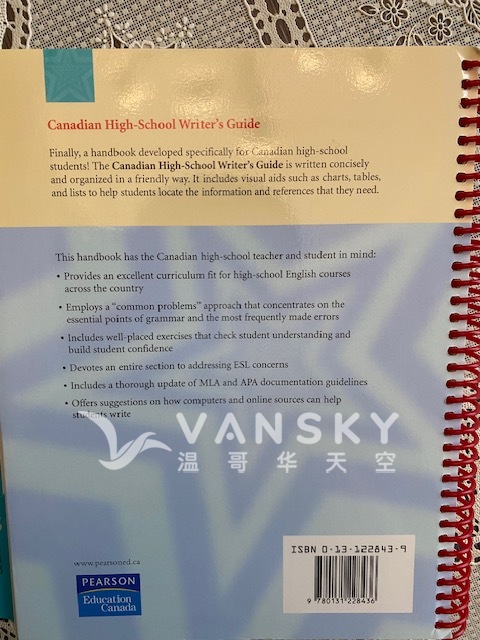 Canadian High-School Writer's Guide
Finally, a handbook developed specifically for Canadian high-school
students! The Canadian High-School Writer's Guide is written concisely
and organized in a friendly way. It includes visual aids such as charts, tables,
and lists to help students locate the information and references that they need.
This handbook has the Canadian high-school teacher and student in mind:
• Provides an excellent curriculum fit for high-school English courses
across the country
• Employs a "common problems" approach that concentrates on the
essential points of grammar and the most frequently made errors
• Includes well-placed exercises that check student understanding and
build student confidence
• Devotes an entire section to addressing ESL concerns
• Includes a thorough update of MLA and APA documentation guidelines
• Offers suggestions on how computers and online sources can help
students write
VANSKY
温哥华天空
www.pearsoned.ca
PEARSON
Education
Canada
ISBN 0-13-122843-9
9 780131 228436